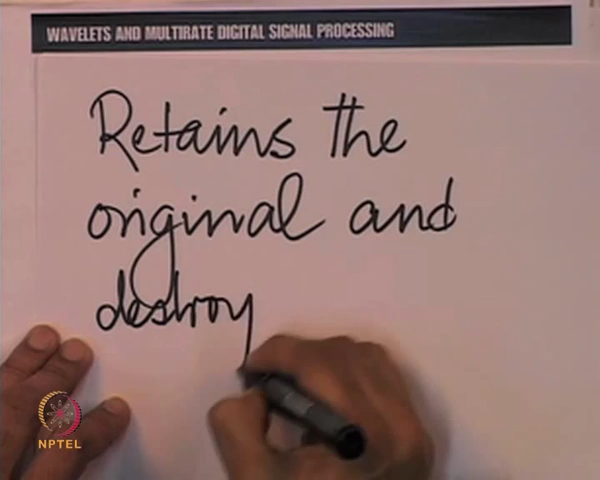 WAVELETS AND MULTIRATE DIGITAL SIGNAL PROCESSING
Retains the
original and
destroy
NPTEL